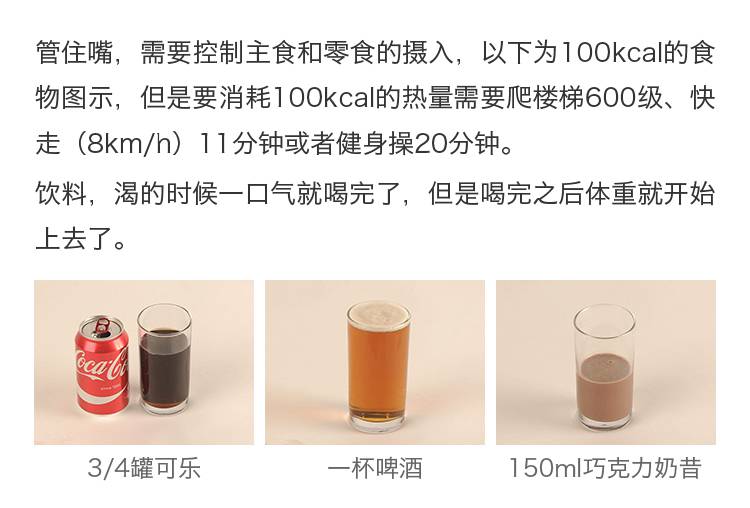 管住嘴，需要控制主食和零食的摄入，以下为100kcal的食
物图示，但是要消耗100kcal的热量需要爬楼梯600级、快
走（8km/h）11分钟或者健身操20分钟。
饮料，渴的时候一口气就喝完了，但是喝完之后体重就开始
上去了。
Coca-Cola
3/4罐可乐
一杯啤酒
150ml巧克力奶昔